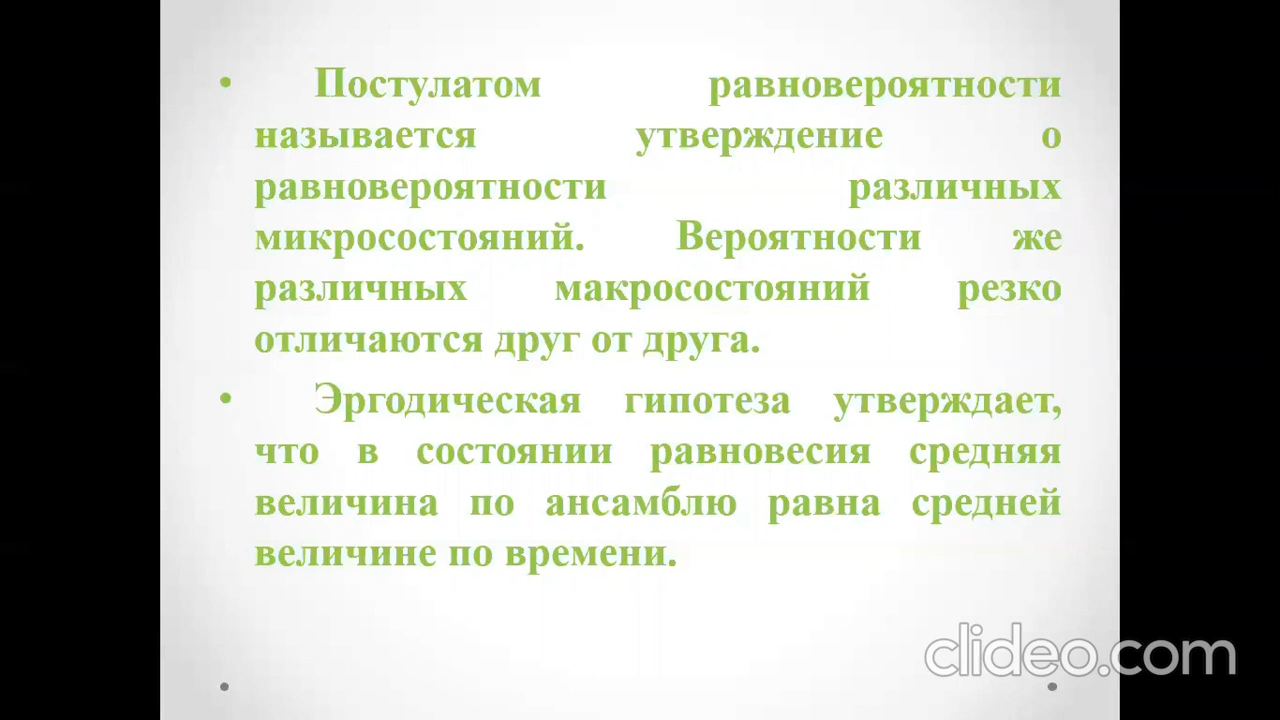 • Постулатом равновероятности
называется утверждение о
равновероятности различных
микросостояний. Вероятности же
различных макросостояний резко
отличаются друг от друга.
• Эргодическая гипотеза утверждает,
что в состоянии равновесия средняя
величина по ансамблю равна средней
величине по времени.
clideo.com